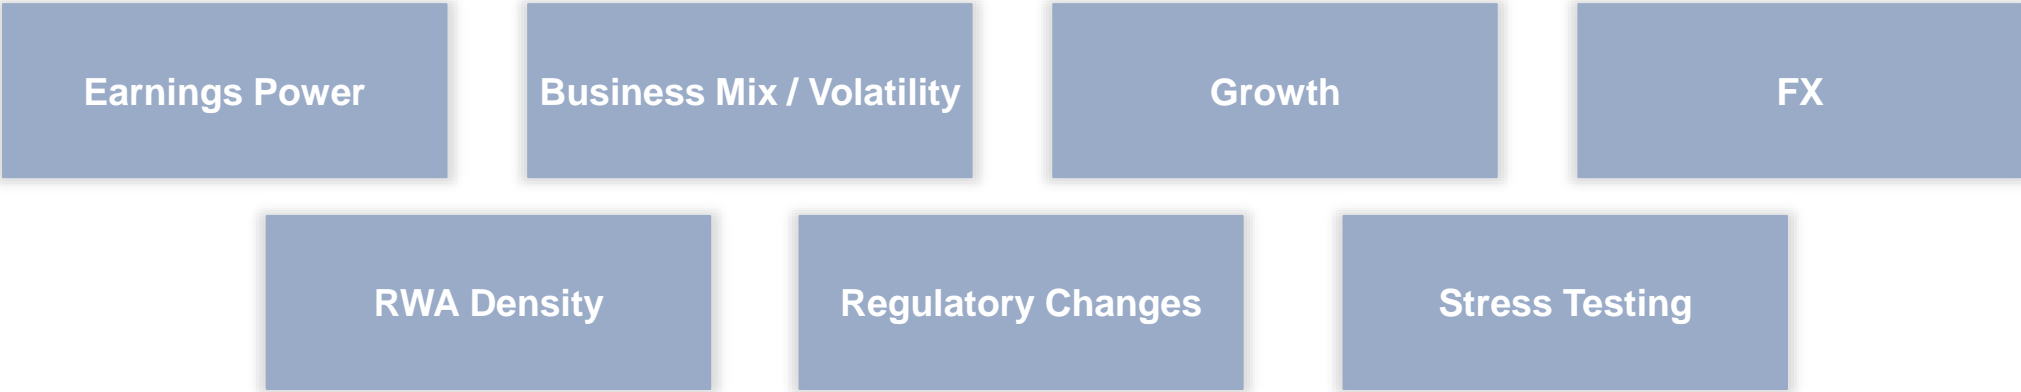 Earnings Power
Business Mix / Volatility
Growth
FX
RWA Density
Regulatory Changes
Stress Testing